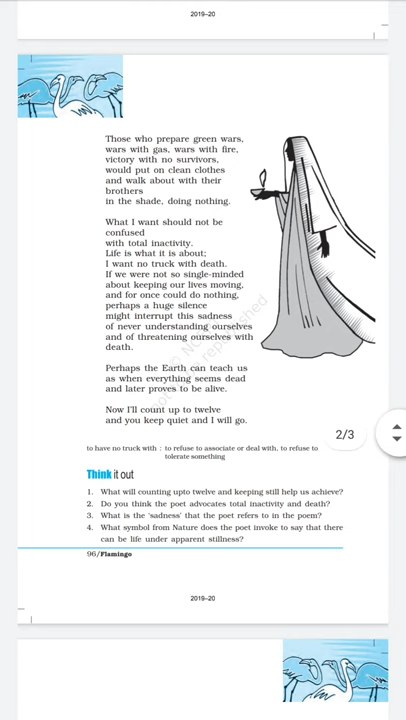 2019–20
Those who prepare green wars,
wars with gas, wars with fire,
victory with no survivors,
would put on clean clothes
and walk about with their
brothers
in the shade, doing nothing.
What I want should not be
confused
with total inactivity.
Life is what it is about;
I want no truck with death.
If we were not so single-minded
about keeping our lives moving,
and for once could do nothing,
perhaps a huge silence
might interrupt this sadness
of never understanding ourselves
and of threatening ourselves with
death.
Perhaps the Earth can teach us
as when everything seems dead
and later proves to be alive.
Now I'll count up to twelve
and you keep quiet and I will go.
2/3
to have no truck with : to refuse to associate or deal with, to refuse to
tolerate something
Think it out
1. What will counting upto twelve and keeping still help us achieve?
2. Do you think the poet advocates total inactivity and death?
3. What is the 'sadness' that the poet refers to in the poem?
4. What symbol from Nature does the poet invoke to say that there
can be life under apparent stillness?
96/Flamingo
2019–20